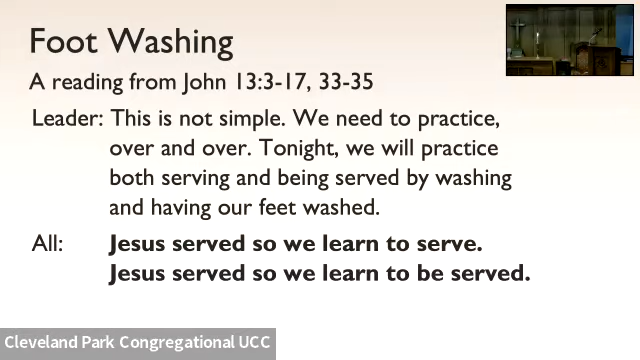 Foot Washing
A reading from John 13:3-17, 33-35
Leader: This is not simple. We need to practice,
over and over. Tonight, we will practice
both serving and being served by washing
and having our feet washed.
All: Jesus served so we learn to serve.
Jesus served so we learn to be served.
Cleveland Park Congregational UCC